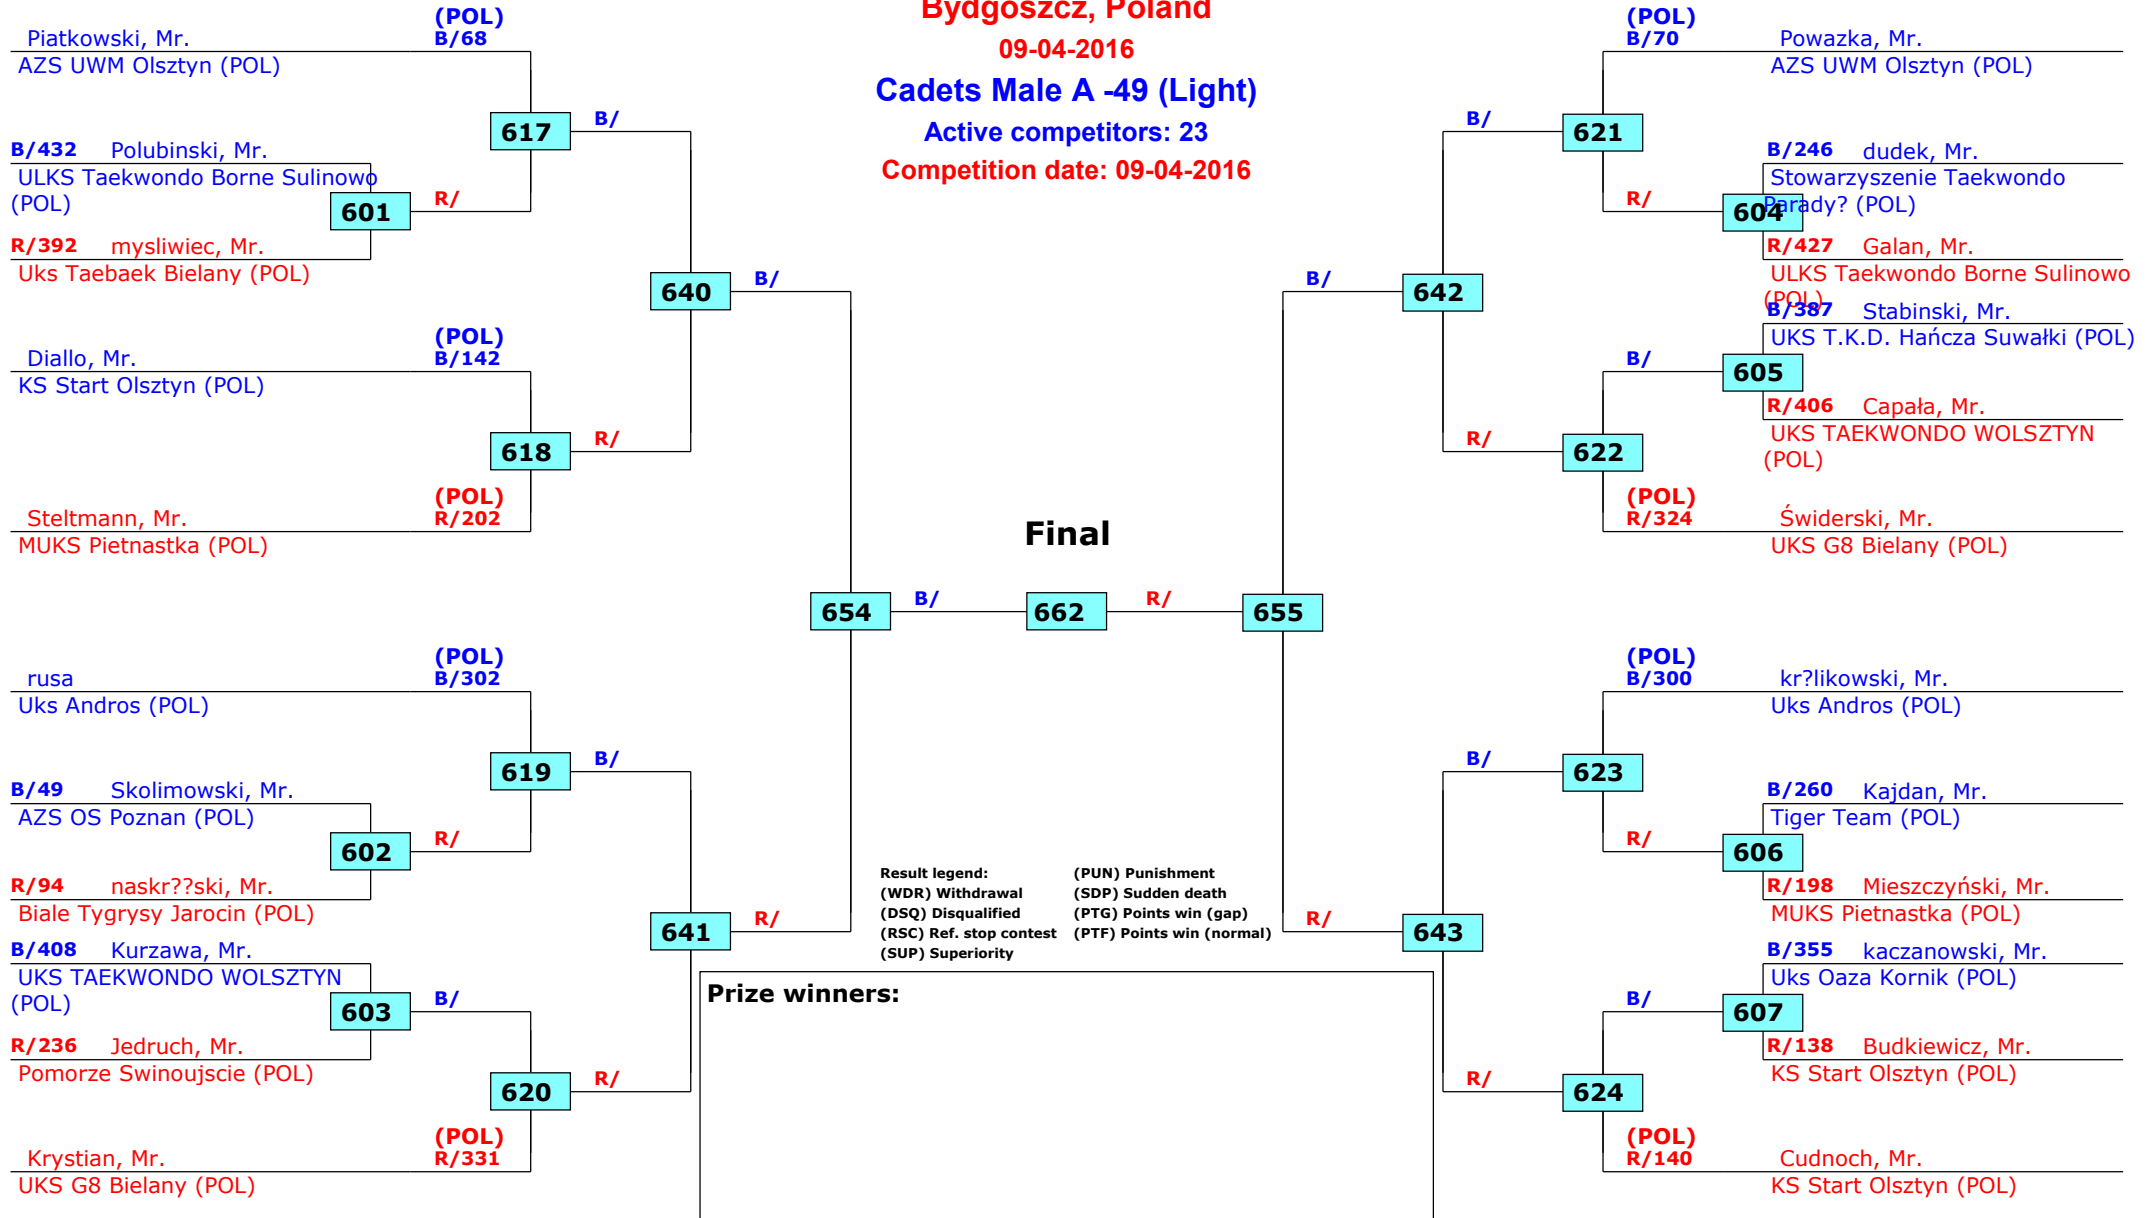 Bydgoszcz, Poland
09-04-2016
Cadets Male A -49 (Light)
Active competitors: 23
Competition date: 09-04-2016
(POL)
Piatkowski, Mr. B/68
AZS UWM Olsztyn (POL)
617 B/
B/432 Polubinski, Mr.
ULKS Taekwondo Borne Sulinowo
(POL)
601 R/
R/392 mysliwiec, Mr.
Uks Taebaek Bielany (POL)
640 B/
(POL)
Diallo, Mr. B/142
KS Start Olsztyn (POL)
618 R/
(POL)
Steltmann, Mr. R/202
MUKS Pietnastka (POL)
654 B/
(POL)
rusa B/302
Uks Andros (POL)
619 B/
B/49 Skolimowski, Mr.
AZS OS Poznan (POL)
602 R/
R/94 naskr??ski, Mr.
Biale Tygrysy Jarocin (POL)
641 R/
B/408 Kurzawa, Mr.
UKS TAEKWONDO WOLSZTYN
(POL)
603 B/
R/236 Jedruch, Mr.
Pomorze Swinoujscie (POL)
620 R/
(POL)
Krystian, Mr. R/331
UKS G8 Bielany (POL)
Final
662
(POL)
B/70 Powazka, Mr.
AZS UWM Olsztyn (POL)
B/ 621
B/246 dudek, Mr.
Stowarzyszenie Taekwondo
Parady? (POL)
R/ 604
R/427 Galan, Mr.
ULKS Taekwondo Borne Sulinowo
(POL)
B/ 642
B/387 Stabinski, Mr.
UKS T.K.D. Hańcza Suwałki (POL)
B/ 605
R/406 Capała, Mr.
UKS TAEKWONDO WOLSZTYN
(POL)
R/ 622
(POL)
R/324 Świderski, Mr.
UKS G8 Bielany (POL)
R/ 655
(POL)
B/300 kr?likowski, Mr.
Uks Andros (POL)
B/ 623
B/260 Kajdan, Mr.
Tiger Team (POL)
R/ 606
R/198 Mieszczyński, Mr.
MUKS Pietnastka (POL)
R/ 643
B/355 kaczanowski, Mr.
Uks Oaza Kornik (POL)
B/ 607
R/138 Budkiewicz, Mr.
KS Start Olsztyn (POL)
R/ 624
(POL)
R/140 Cudnoch, Mr.
KS Start Olsztyn (POL)
Result legend: (PUN) Punishment
(WDR) Withdrawal (SDP) Sudden death
(DSQ) Disqualified (PTG) Points win (gap)
(RSC) Ref. stop contest (PTF) Points win (normal)
(SUP) Superiority
Prize winners: